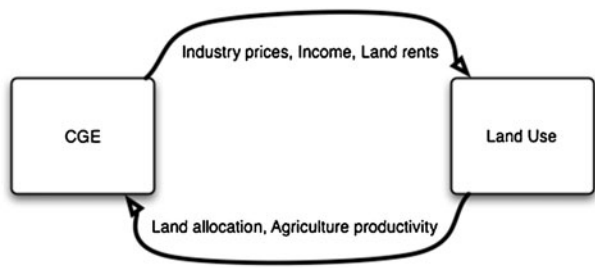 Industry prices, Income, Land rents
CGE
Land Use
Land allocation, Agriculture productivity